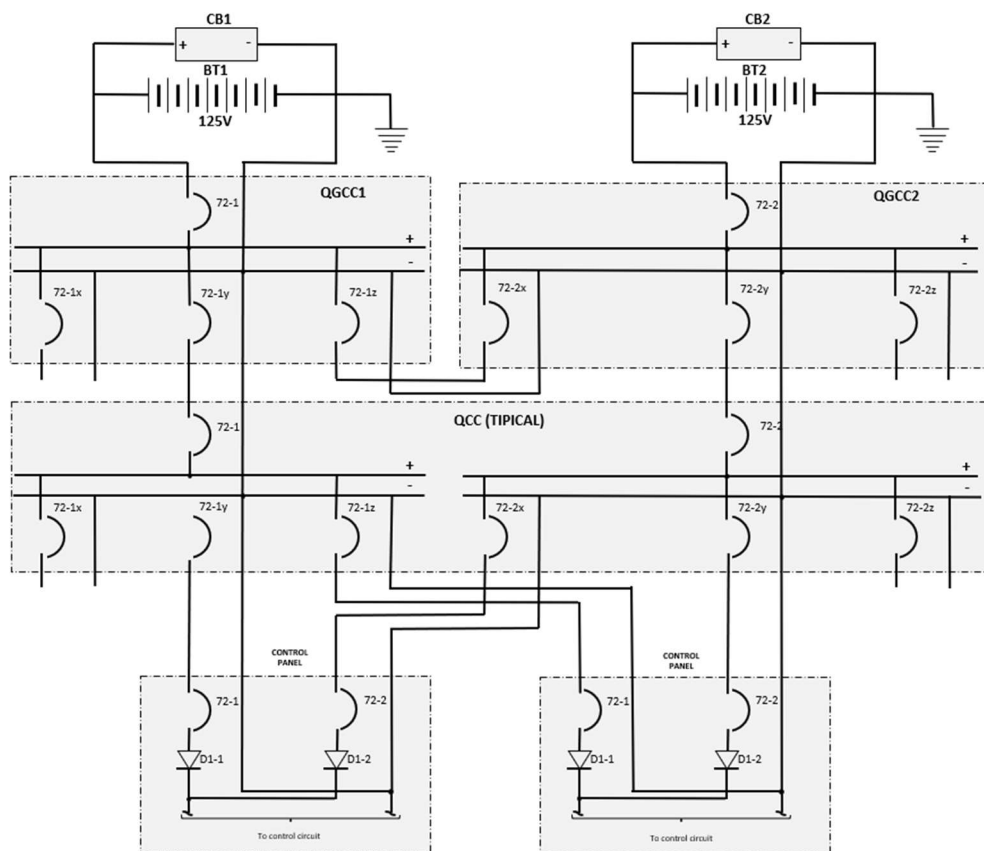 CB1
CB2
+ -
+ -
BT1
BT2
125V
125V
QGCC1
QGCC2
72-1
72-2
+
+
-
-
72-1x
72-1y
72-1z
72-2x
72-2y
72-2z
QCC (TIPICAL)
72-1
72-2
+
+
-
-
72-1x
72-1y
72-1z
72-2x
72-2y
72-2z
CONTROL
PANEL
CONTROL
PANEL
72-1
72-2
72-1
72-2
D1-1
D1-2
D1-1
D1-2
To control circuit
To control circuit